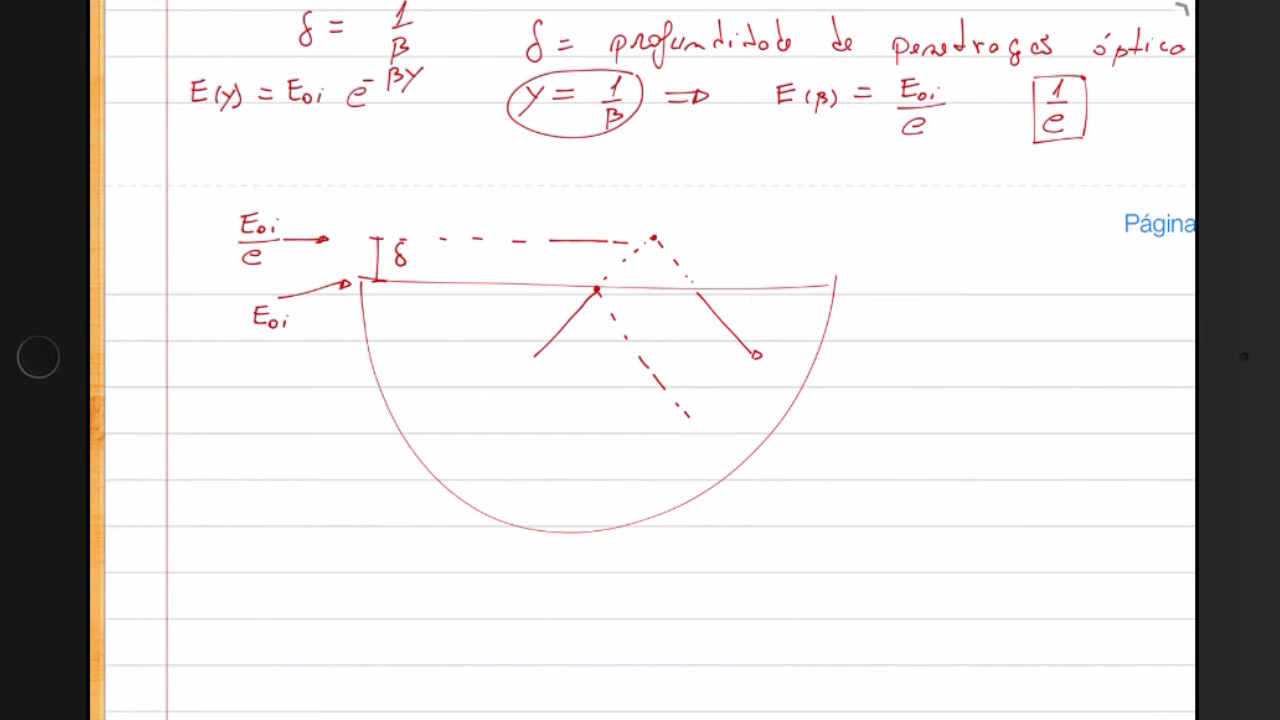 δ = 1/β δ = profundidade de penetração óptica
E(y) = E₀ᵢ e^(-βy) y = 1/β ⇒ E(β) = E₀ᵢ/e 1/e
Página
E₀ᵢ/e
δ
E₀ᵢ